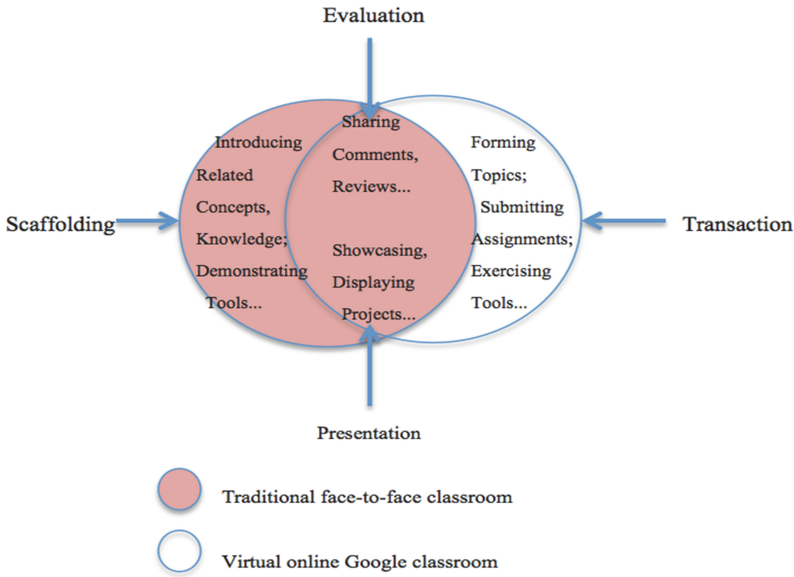 Evaluation
Scaffolding
Introducing
Related
Concepts,
Knowledge;
Demonstrating
Tools...
Sharing
Comments,
Reviews...
Showcasing,
Displaying
Projects...
Forming
Topics;
Submitting
Assignments;
Exercising
Tools...
Transaction
Presentation
Traditional face-to-face classroom
Virtual online Google classroom